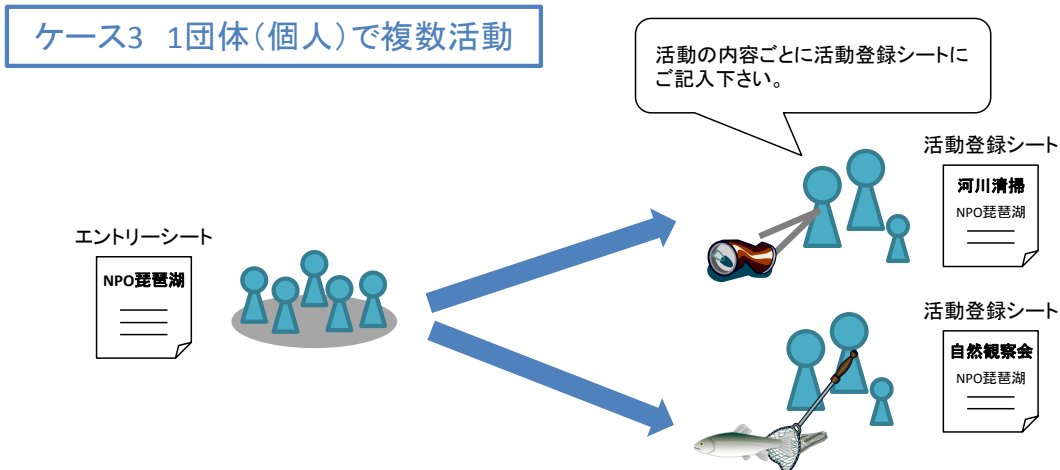 ケース3 1団体（個人）で複数活動
活動の内容ごとに活動登録シートに
ご記入下さい。
エントリーシート
NPO琵琶湖
活動登録シート
河川清掃
NPO琵琶湖
活動登録シート
自然観察会
NPO琵琶湖